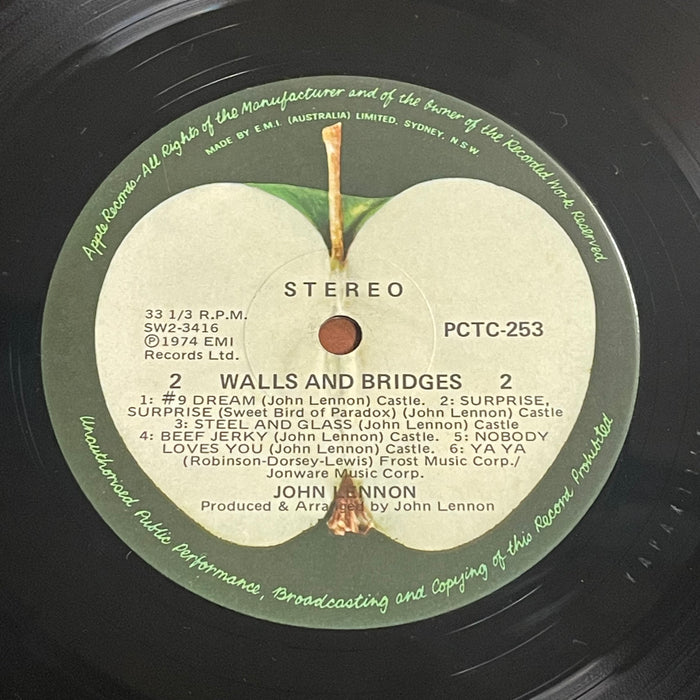 Apple Records-All Rights of the Manufacturer and of the Owner of the Recorded Work Reserved
MADE BY E.M.I. (AUSTRALIA) LIMITED, SYDNEY, N.S.W.
STEREO
33 1/3 R.P.M.
SW2-3416
Ⓟ1974 EMI
Records Ltd.
PCTC-253
2 WALLS AND BRIDGES 2
1: #9 DREAM (John Lennon) Castle. 2: SURPRISE,
SURPRISE (Sweet Bird of Paradox) (John Lennon) Castle
3: STEEL AND GLASS (John Lennon) Castle
4: BEEF JERKY (John Lennon) Castle. 5: NOBODY
LOVES YOU (John Lennon) Castle. 6: YA YA
(Robinson-Dorsey-Lewis) Frost Music Corp./
Jonware Music Corp.
JOHN LENNON
Produced & Arranged by John Lennon
Unauthorised Public Performance, Broadcasting and Copying of this Record Prohibited